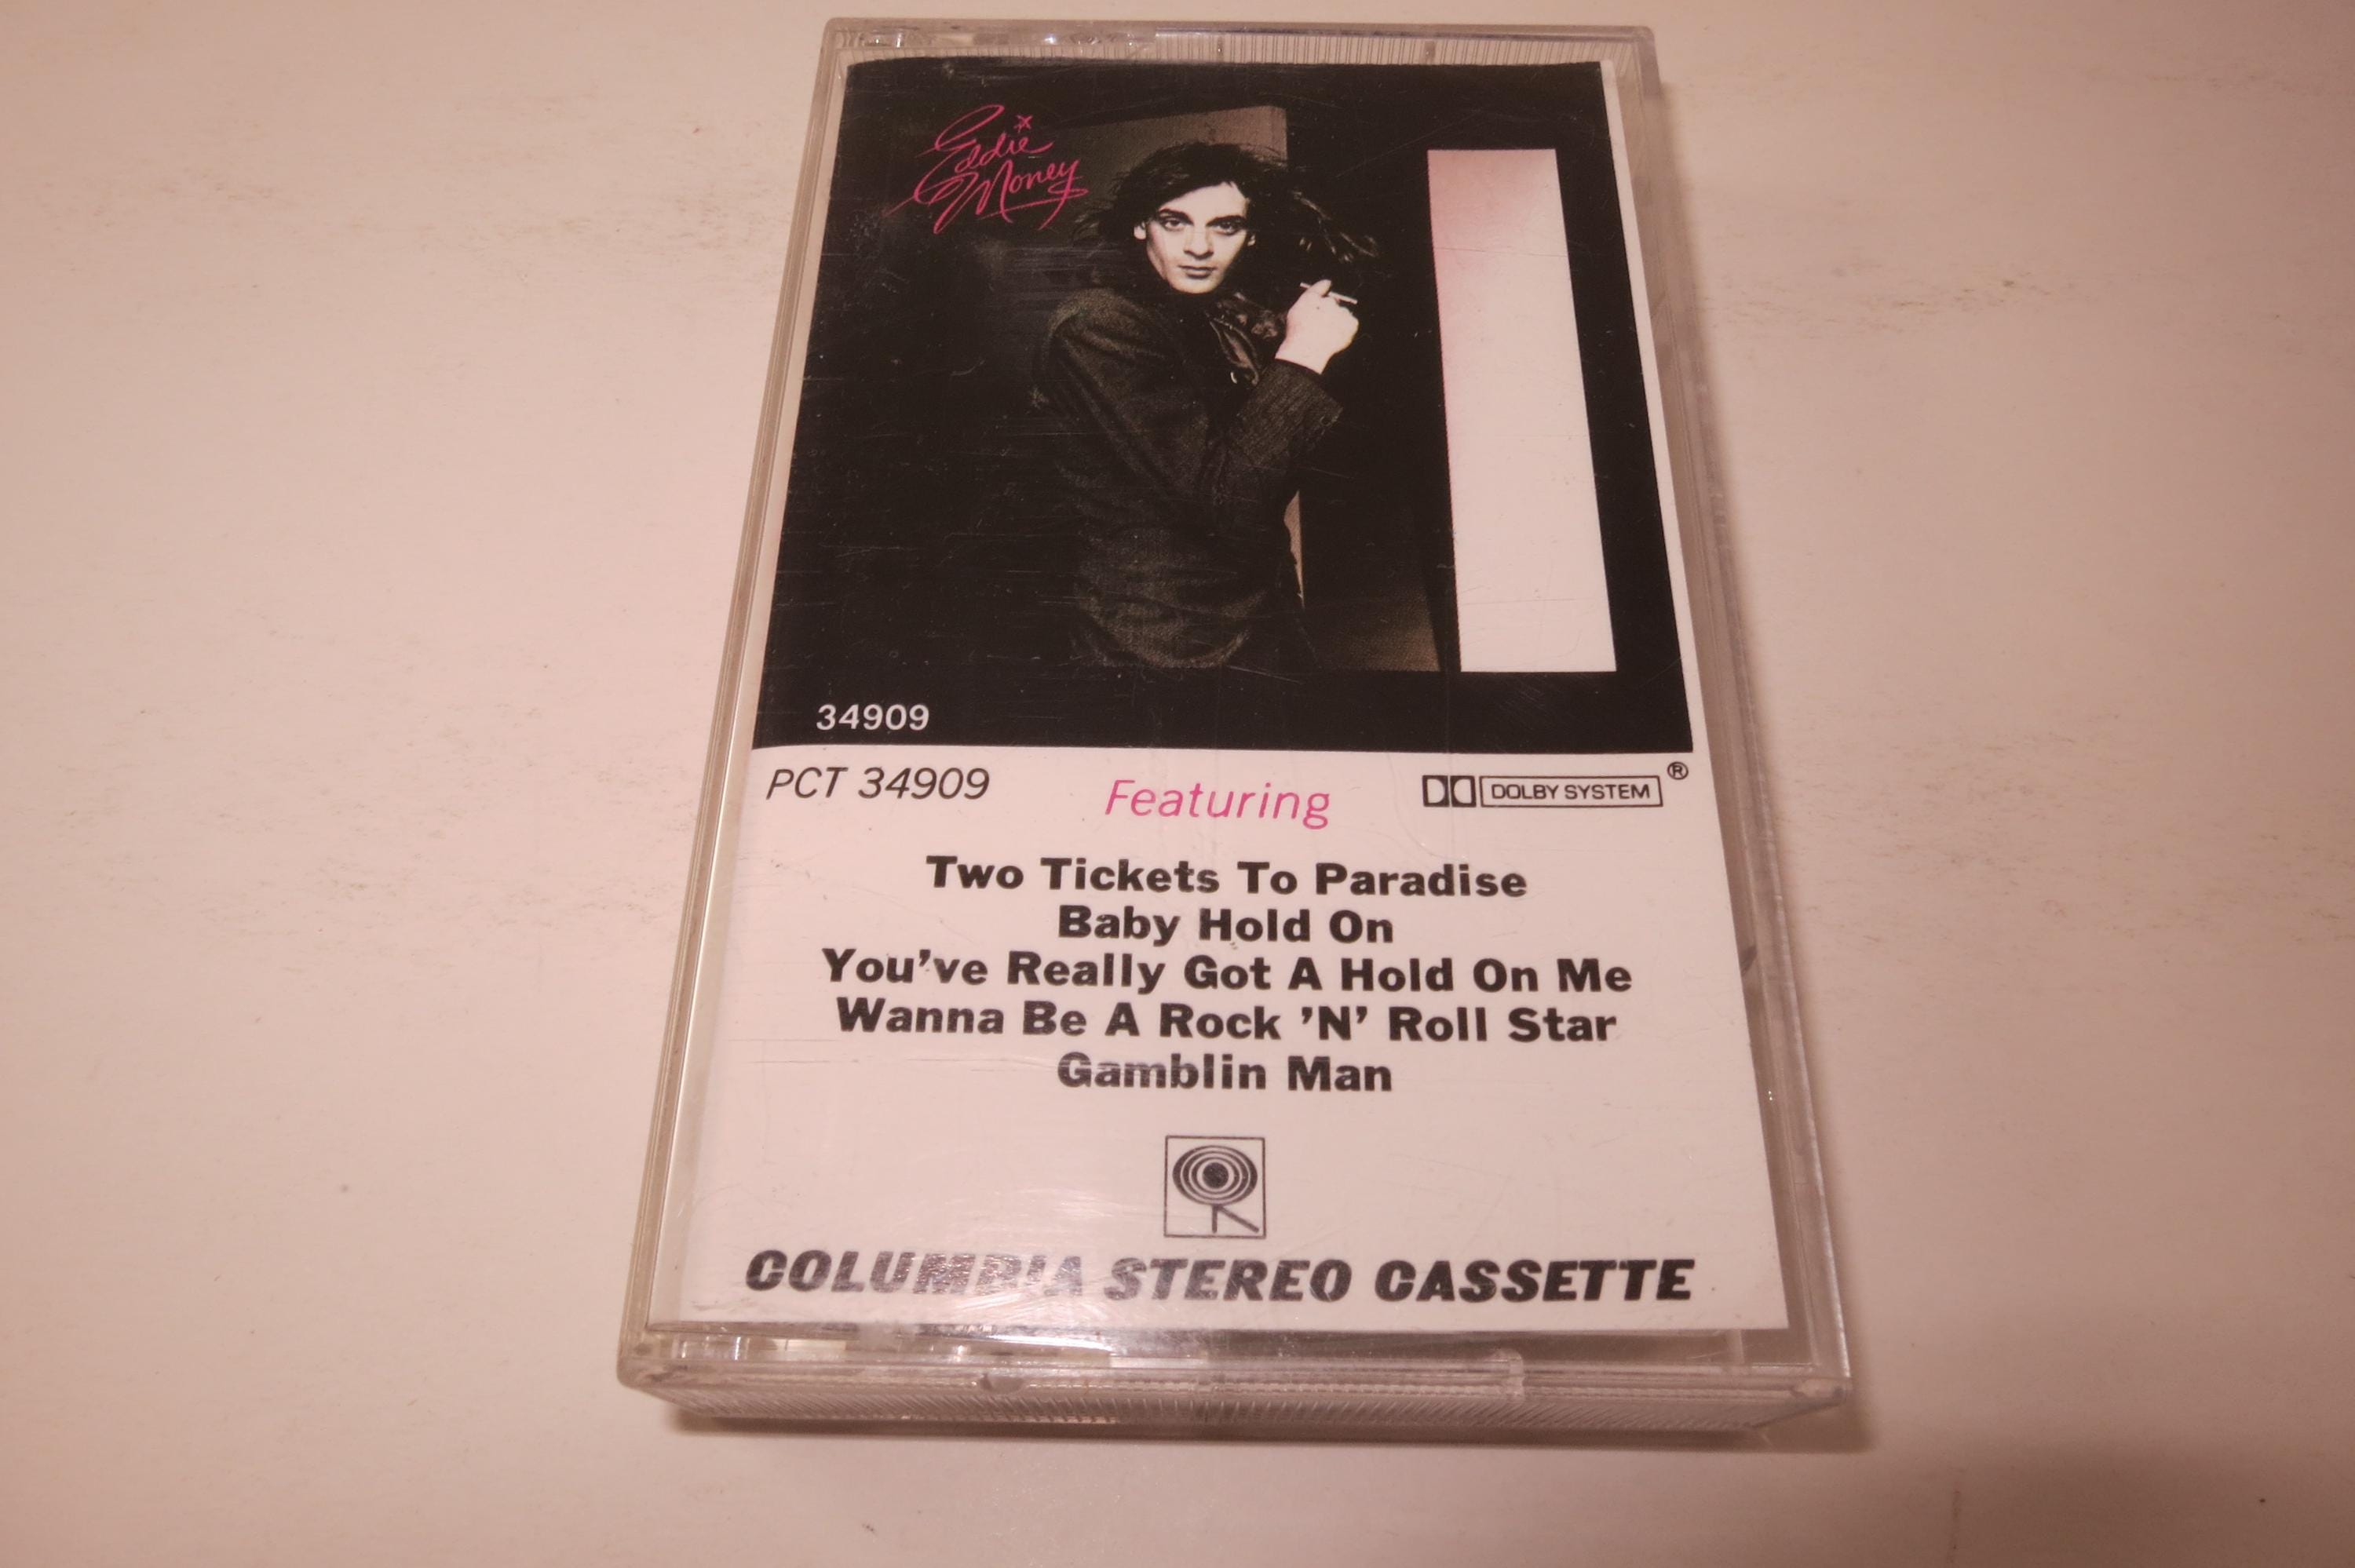 Eddie
Money
34909
PCT 34909
Featuring
DOLBY SYSTEM®
Two Tickets To Paradise
Baby Hold On
You've Really Got A Hold On Me
Wanna Be A Rock 'N' Roll Star
Gamblin Man
COLUMBIA STEREO CASSETTE